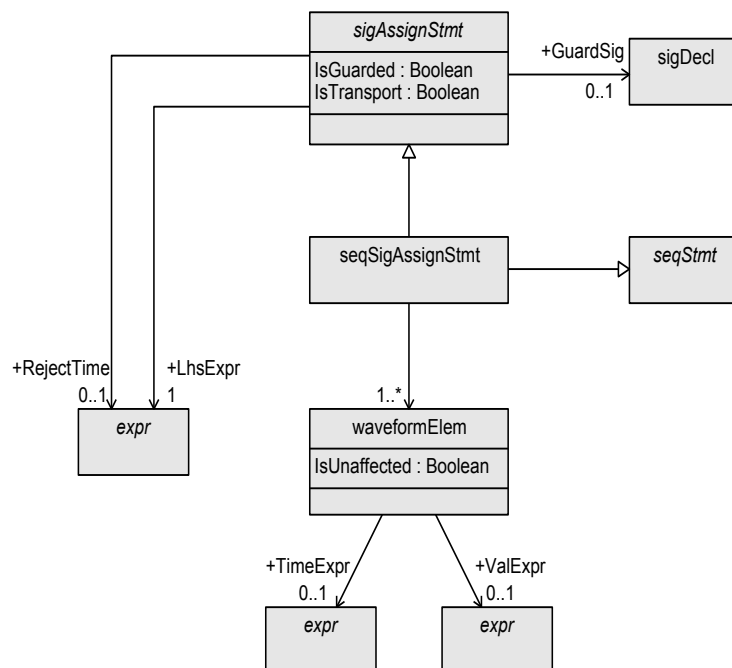 sigAssignStmt
IsGuarded : Boolean
IsTransport : Boolean
+GuardSig
0..1
sigDecl
seqSigAssignStmt
seqStmt
+RejectTime
0..1
+LhsExpr
1
expr
1..*
waveformElem
IsUnaffected : Boolean
+TimeExpr
0..1
+ValExpr
0..1
expr
expr